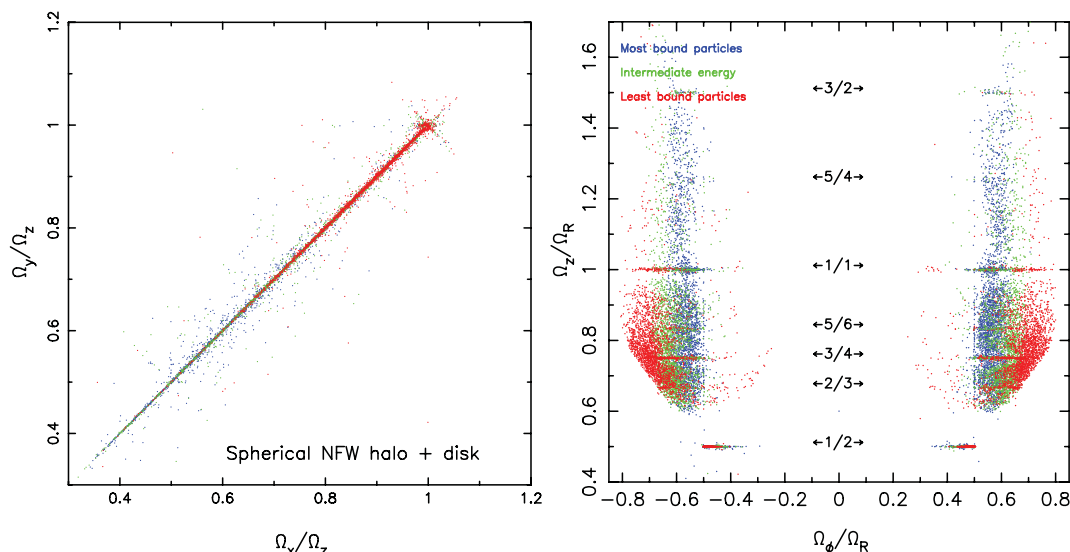 1.2
1
0.8
0.6
0.4
Ω_y/Ω_z
Spherical NFW halo + disk
0.4 0.6 0.8 1 1.2
Ω_x/Ω_z
1.6
1.4
1.2
1
0.8
0.6
0.4
Ω_z/Ω_R
Most bound particles
Intermediate energy
Least bound particles
←3/2→
←5/4→
←1/1→
←5/6→
←3/4→
←2/3→
←1/2→
−0.8 −0.6 −0.4 −0.2 0 0.2 0.4 0.6 0.8
Ω_ϕ/Ω_R